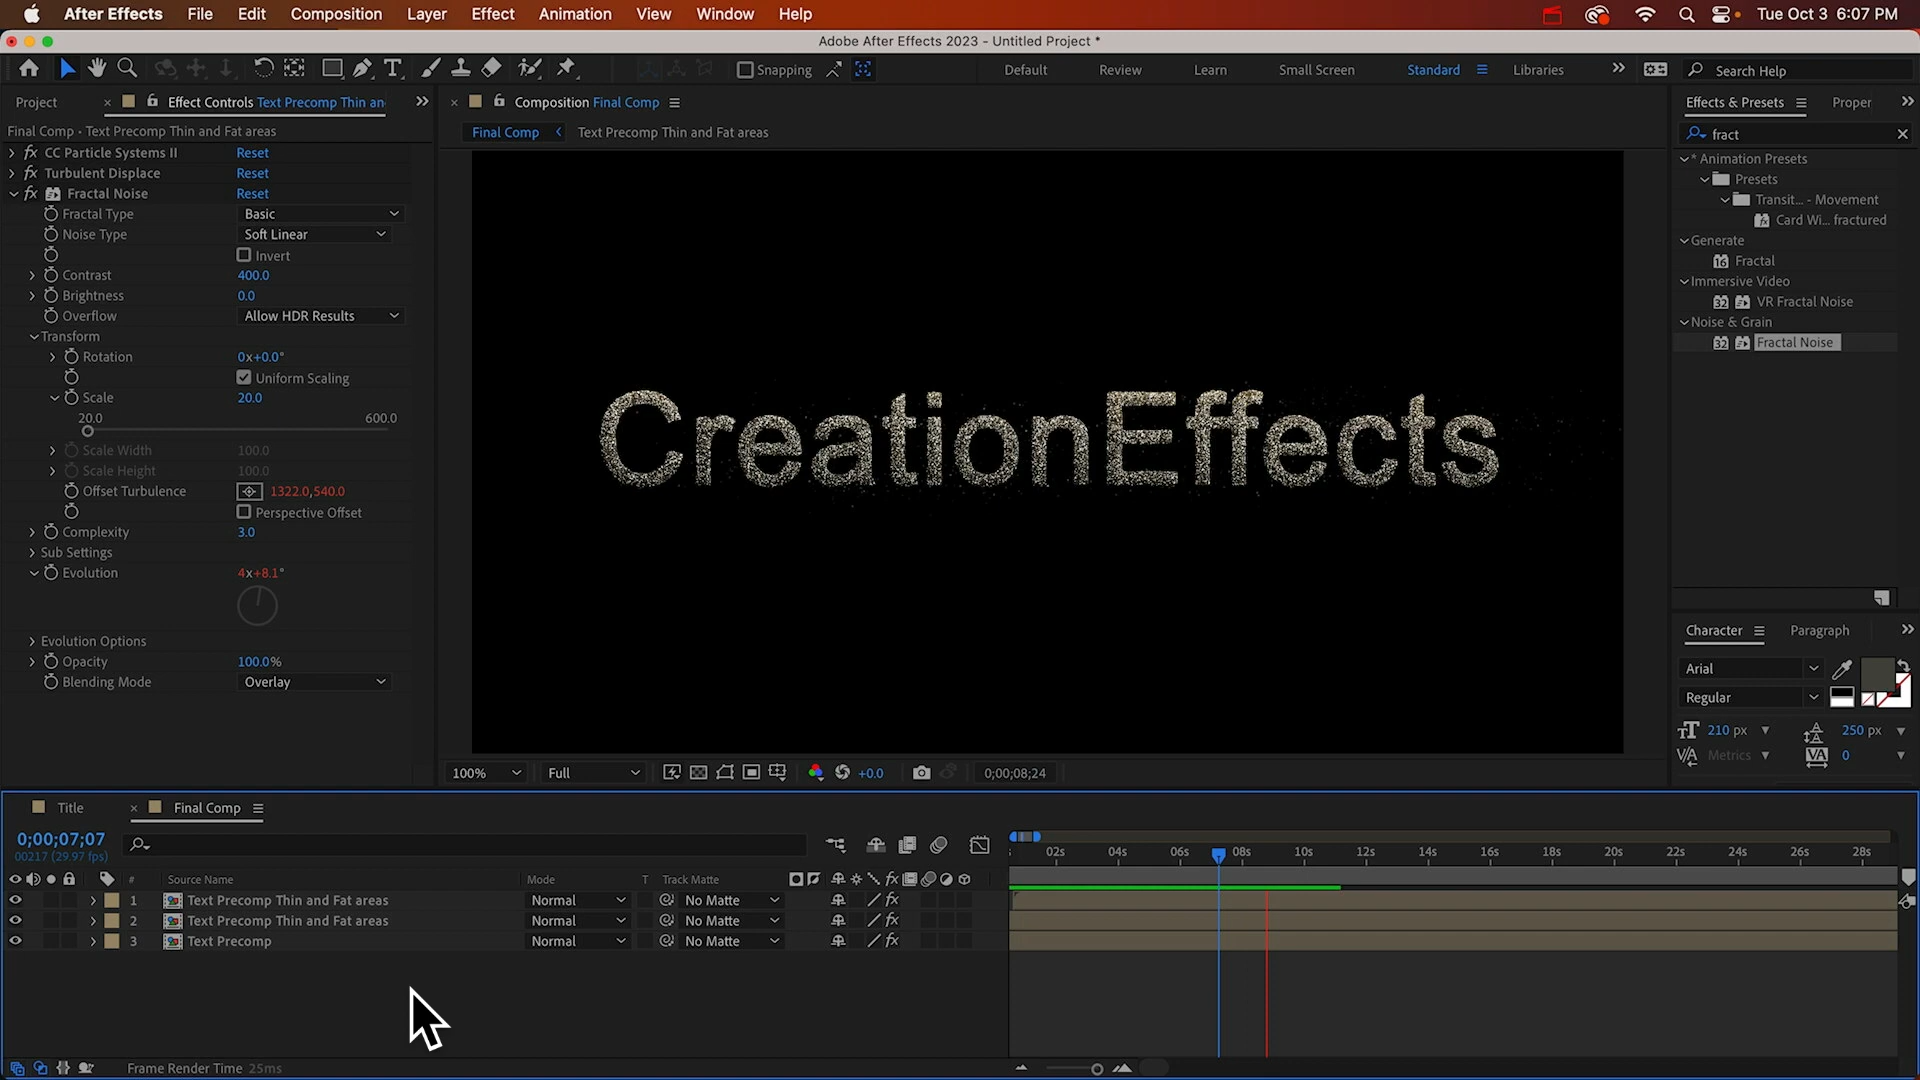 After Effects File Edit Composition Layer Effect Animation View Window Help Tue Oct 3 6:07 PM
Adobe After Effects 2023 - Untitled Project *
Snapping Default Review Learn Small Screen Standard Libraries Search Help
Project Effect Controls Text Precomp Thin an
Final Comp • Text Precomp Thin and Fat areas
fx CC Particle Systems II Reset
fx Turbulent Displace Reset
fx Fractal Noise Reset
Fractal Type Basic
Noise Type Soft Linear
Invert
Contrast 400.0
Brightness 0.0
Overflow Allow HDR Results
Transform
Rotation 0x+0.0°
Uniform Scaling
Scale 20.0
20.0 600.0
Scale Width 100.0
Scale Height 100.0
Offset Turbulence 1322.0,540.0
Perspective Offset
Complexity 3.0
Sub Settings
Evolution 4x+8.1°
Evolution Options
Opacity 100.0%
Blending Mode Overlay
Composition Final Comp
Final Comp Text Precomp Thin and Fat areas
CreationEffects
100% Full +0.0 0;00;08;24
Effects & Presets Proper
fract
* Animation Presets
Presets
Transit... - Movement
Card Wi... fractured
Generate
16 Fractal
Immersive Video
32 VR Fractal Noise
Noise & Grain
32 Fractal Noise
Character Paragraph
Arial
Regular
210 px 250 px
Metrics 0
Title Final Comp
0;00;07;07
00217 (29.97 fps)
02s 04s 06s 08s 10s 12s 14s 16s 18s 20s 22s 24s 26s 28s
# Source Name Mode T Track Matte fx
1 Text Precomp Thin and Fat areas Normal No Matte fx
2 Text Precomp Thin and Fat areas Normal No Matte fx
3 Text Precomp Normal No Matte fx
Frame Render Time 25ms